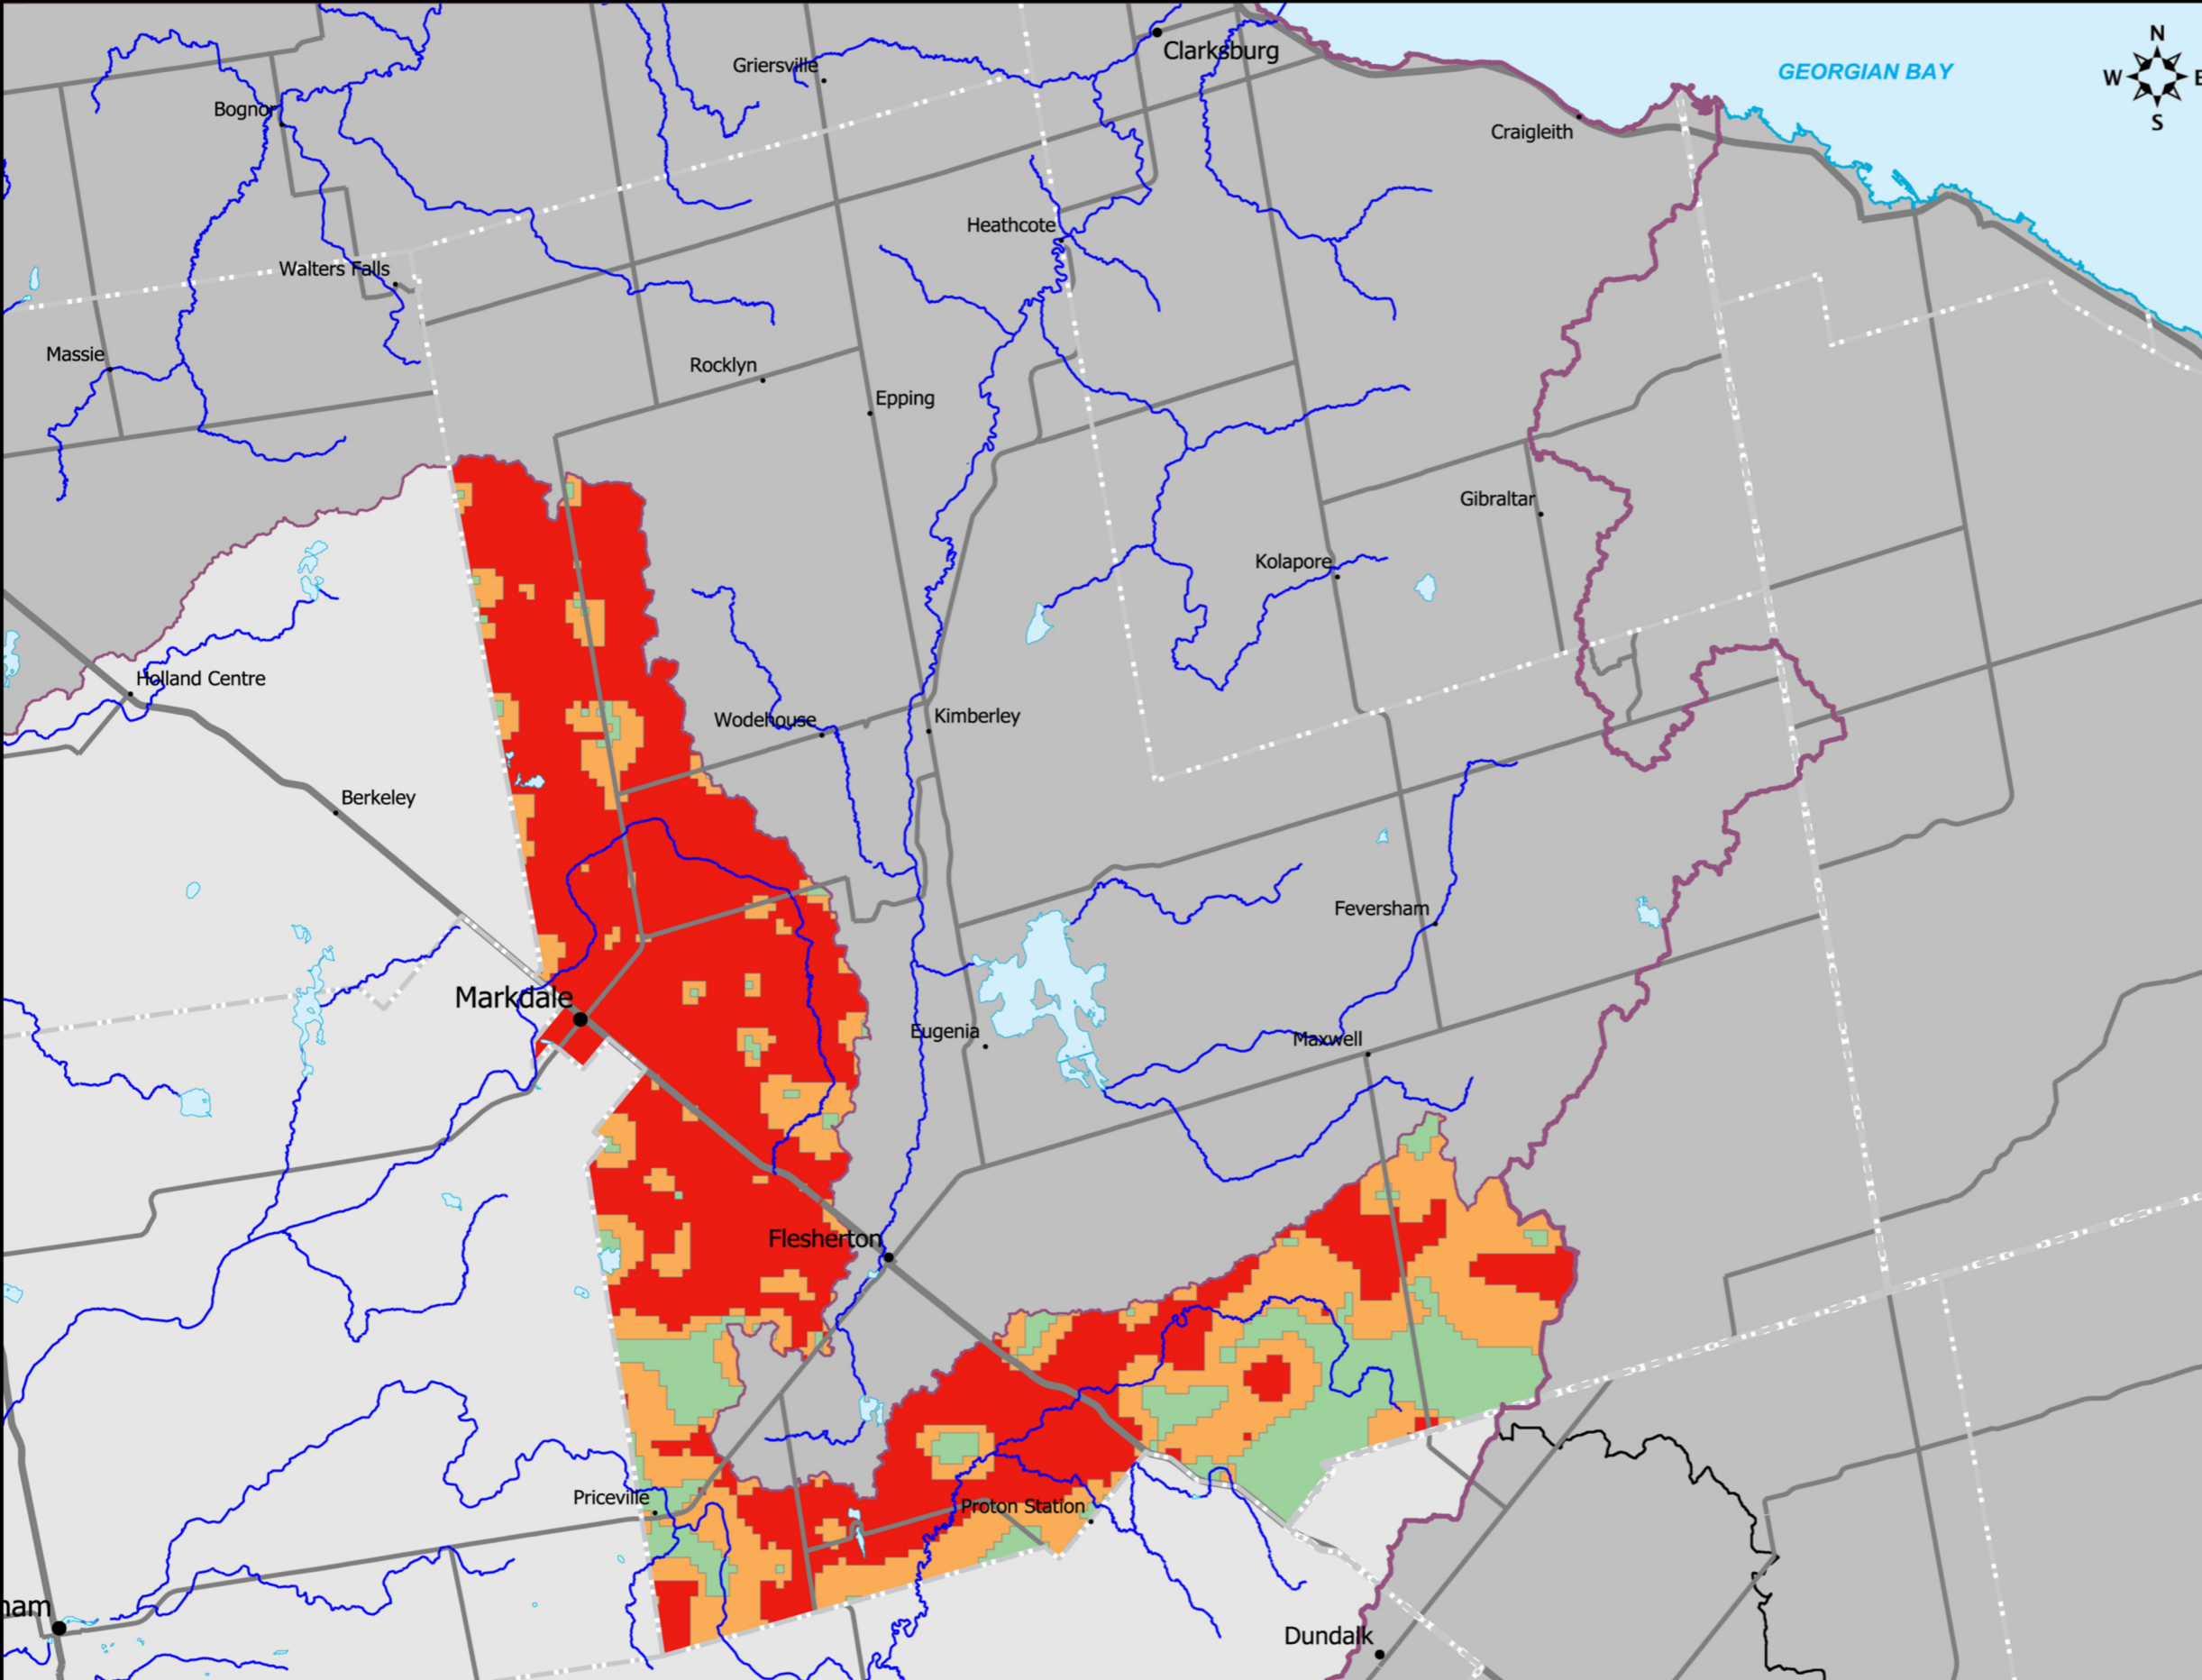 N
Clarksburg
Griersville
GEORGIAN BAY
W
E
Bognor
S
Craigleith
Heathcote
Walters Falls
Massie
Rocklyn
Epping
Gibraltar
Kolapore
Holland Centre
Wodehouse
Kimberley
Berkeley
Feversham
Markdale
Eugenia
Maxwell
Flesherton
Priceville
Proton Station
ham
Dundalk